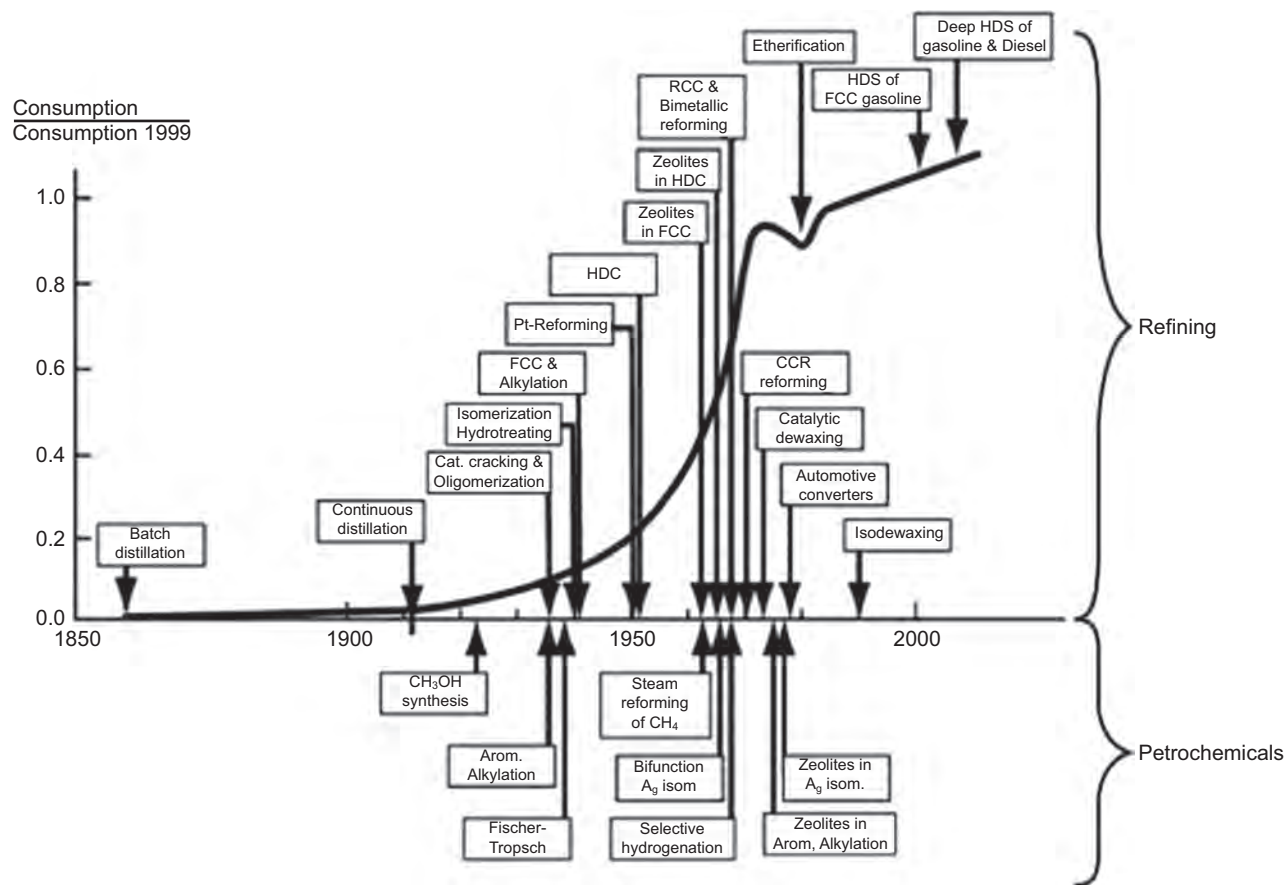 Deep HDS of
gasoline & Diesel
Etherification
HDS of
FCC gasoline
RCC &
Bimetallic
reforming
Consumption
Consumption 1999
Zeolites
in HDC
1.0
Zeolites
in FCC
HDC
0.8
Pt-Reforming
Refining
FCC &
Alkylation
CCR
reforming
0.6
Isomerization
Hydrotreating
Catalytic
dewaxing
0.4
Cat. cracking &
Oligomerization
Automotive
converters
Continuous
distillation
Batch
distillation
Isodewaxing
0.2
0.0
1850
1900
1950
2000
CH₃OH
synthesis
Steam
reforming
of CH₄
Arom.
Alkylation
Bifunction
A₉ isom
Zeolites in
A₉ isom.
Petrochemicals
Fischer-
Tropsch
Selective
hydrogenation
Zeolites in
Arom, Alkylation